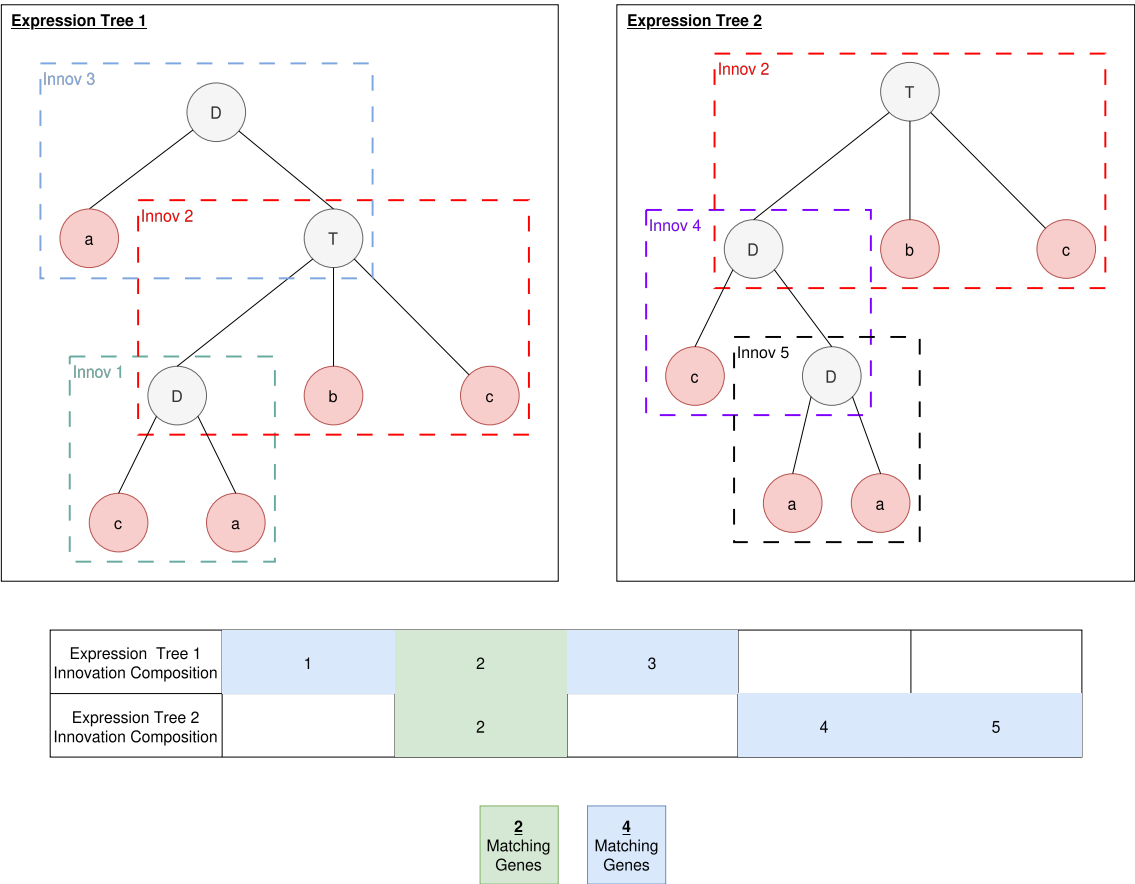 Expression Tree 1
Innov 3
D
a
Innov 2
T
Innov 1
D
b
c
c
a
Expression Tree 2
Innov 2
T
Innov 4
D
b
c
Innov 5
c
D
a
a
Expression Tree 1
Innovation Composition
1
2
3
Expression Tree 2
Innovation Composition
2
4
5
2
Matching
Genes
4
Matching
Genes